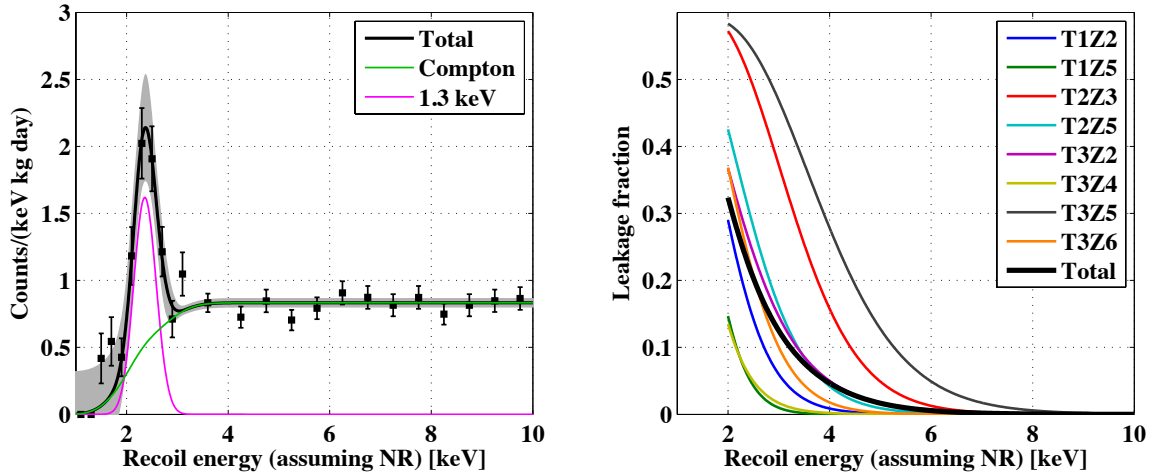 3
2.5
2
1.5
1
0.5
0
Counts/(keV kg day)
Total
Compton
1.3 keV
2 4 6 8 10
Recoil energy (assuming NR) [keV]
0.5
0.4
0.3
0.2
0.1
0
Leakage fraction
T1Z2
T1Z5
T2Z3
T2Z5
T3Z2
T3Z4
T3Z5
T3Z6
Total
2 4 6 8 10
Recoil energy (assuming NR) [keV]